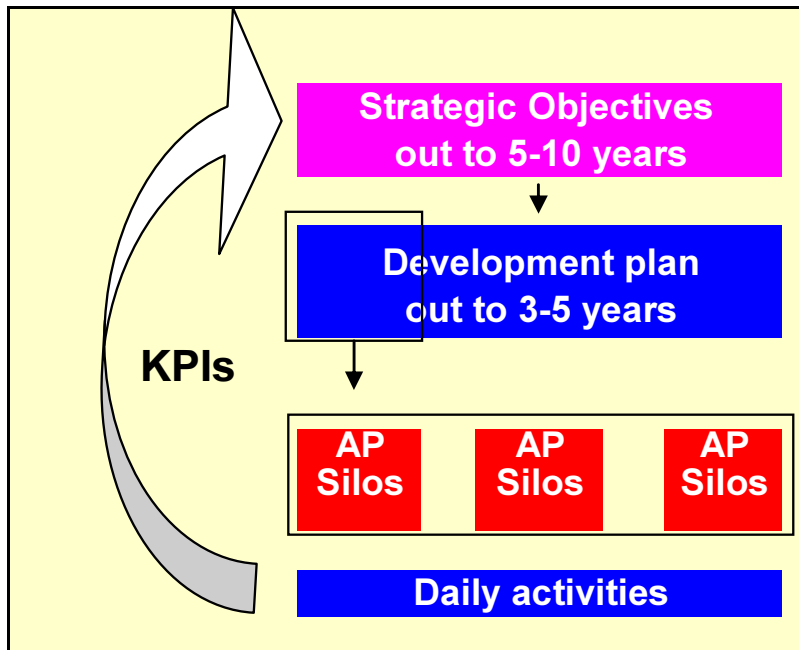 Strategic Objectives
out to 5-10 years
Development plan
out to 3-5 years
KPIs
AP
Silos
AP
Silos
AP
Silos
Daily activities